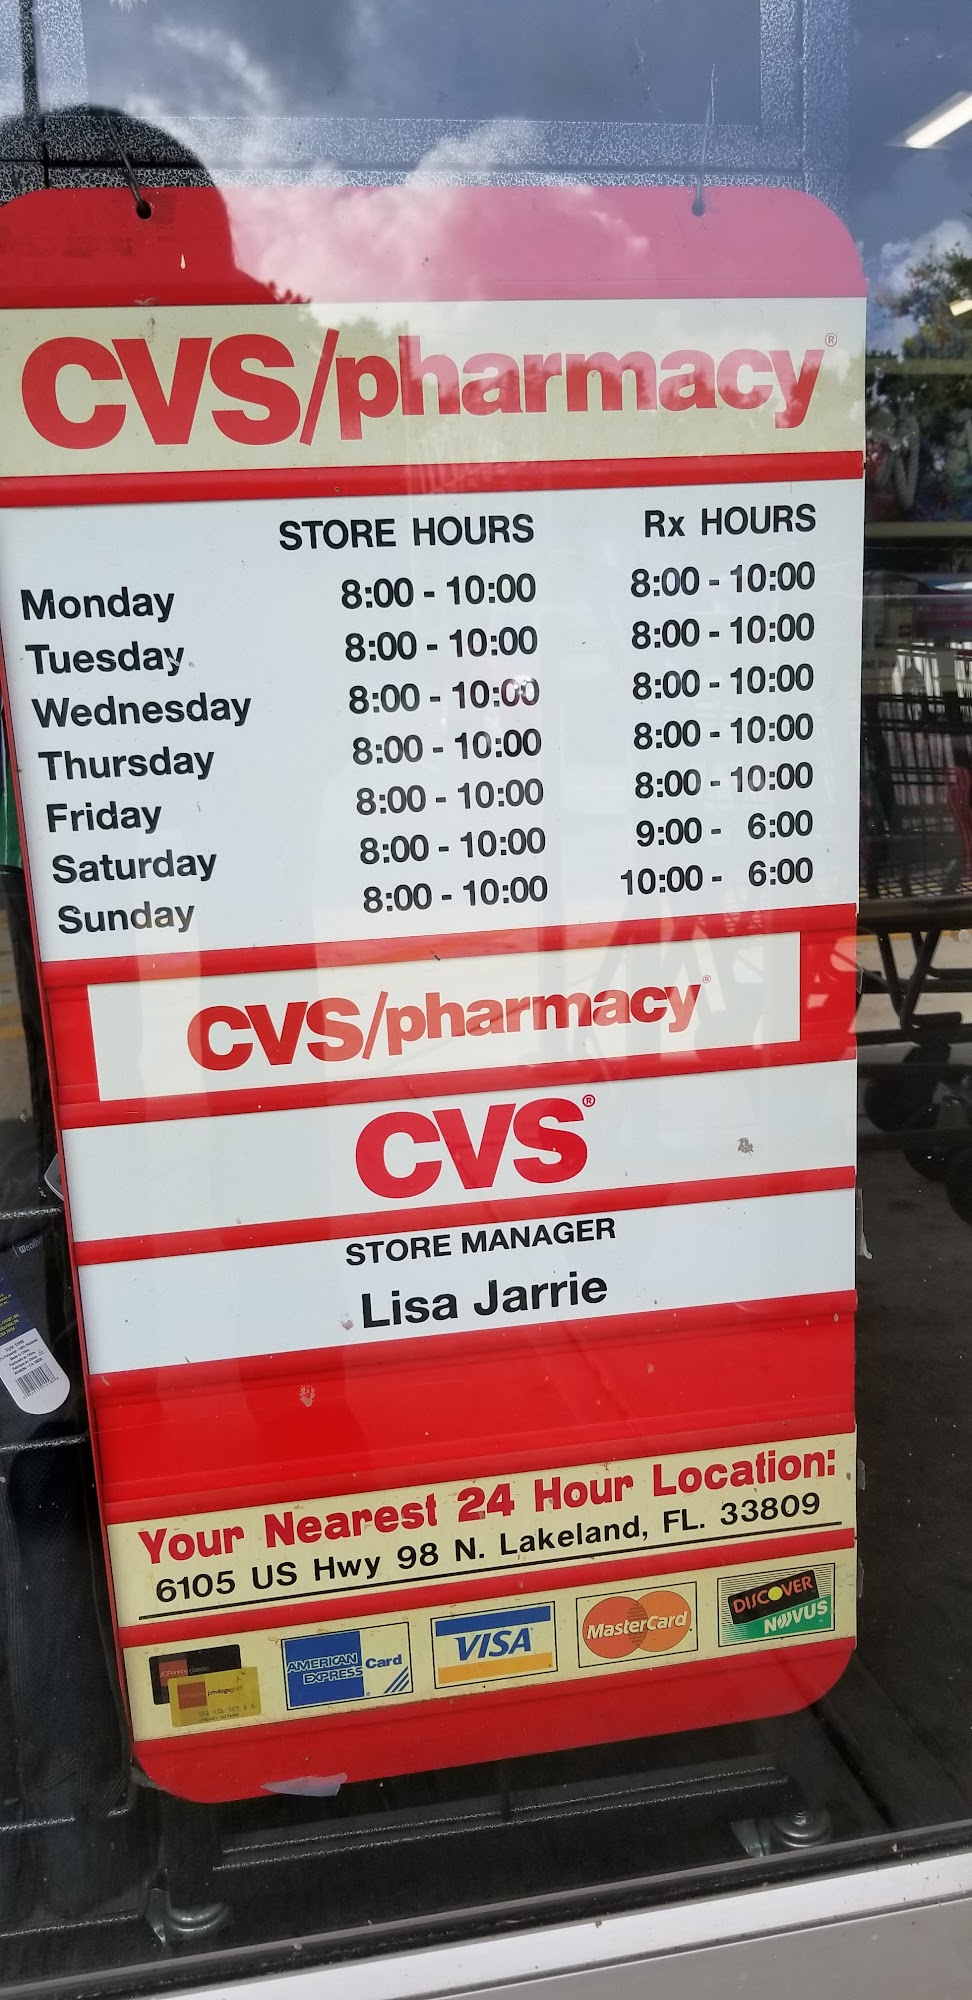 CVS/pharmacy®
STORE HOURS Rx HOURS
Monday 8:00 - 10:00 8:00 - 10:00
Tuesday 8:00 - 10:00 8:00 - 10:00
Wednesday 8:00 - 10:00 8:00 - 10:00
Thursday 8:00 - 10:00 8:00 - 10:00
Friday 8:00 - 10:00 8:00 - 10:00
Saturday 8:00 - 10:00 9:00 - 6:00
Sunday 8:00 - 10:00 10:00 - 6:00
CVS/pharmacy®
CVS®
STORE MANAGER
Lisa Jarrie
Your Nearest 24 Hour Location:
6105 US Hwy 98 N. Lakeland, FL. 33809
AMERICAN EXPRESS Card
VISA
MasterCard
DISCOVER
NOVUS